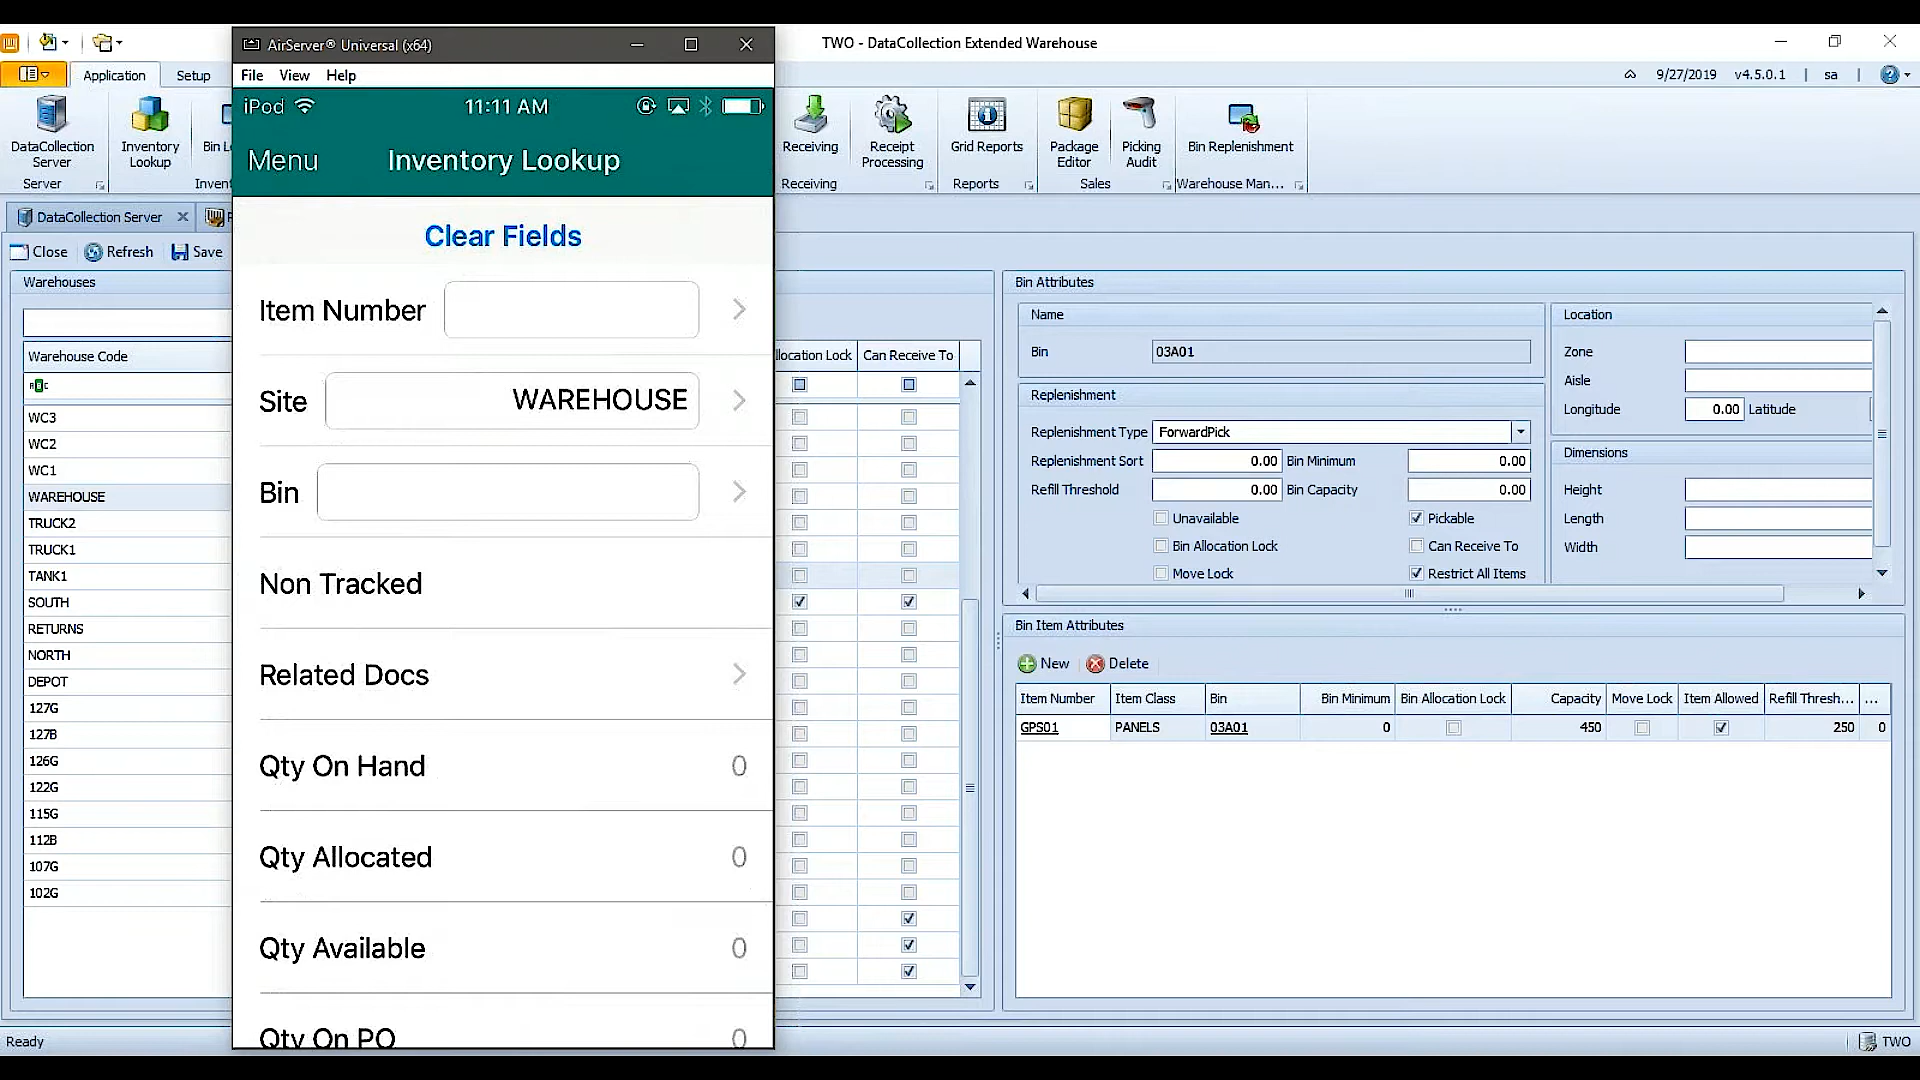 TWO - DataCollection Extended Warehouse
Application
Setup
9/27/2019
v4.5.0.1
sa
DataCollection
Server
Inventory
Lookup
Server
Receiving
Receipt
Processing
Grid Reports
Package
Editor
Picking
Audit
Bin Replenishment
Receiving
Reports
Sales
Warehouse Man...
DataCollection Server
Close
Refresh
Save
Warehouses
Warehouse Code
WC3
WC2
WC1
WAREHOUSE
TRUCK2
TRUCK1
TANK1
SOUTH
RETURNS
NORTH
DEPOT
127G
127B
126G
122G
115G
112B
107G
102G
AirServer® Universal (x64)
File View Help
iPod
11:11 AM
Menu
Inventory Lookup
Clear Fields
Item Number
Site WAREHOUSE
Bin
Non Tracked
Related Docs
Qty On Hand 0
Qty Allocated 0
Qty Available 0
Qty On PO 0
Can Receive To
Bin Attributes
Name
Bin 03A01
Replenishment
Replenishment Type ForwardPick
Replenishment Sort 0.00 Bin Minimum 0.00
Refill Threshold 0.00 Bin Capacity 0.00
Unavailable Pickable
Bin Allocation Lock Can Receive To
Move Lock Restrict All Items
Location
Zone
Aisle
Longitude 0.00 Latitude
Dimensions
Height
Length
Width
Bin Item Attributes
New Delete
Item Number Item Class Bin Bin Minimum Bin Allocation Lock Capacity Move Lock Item Allowed Refill Thresh... ...
GPS01 PANELS 03A01 0 450 250 0
Ready
TWO